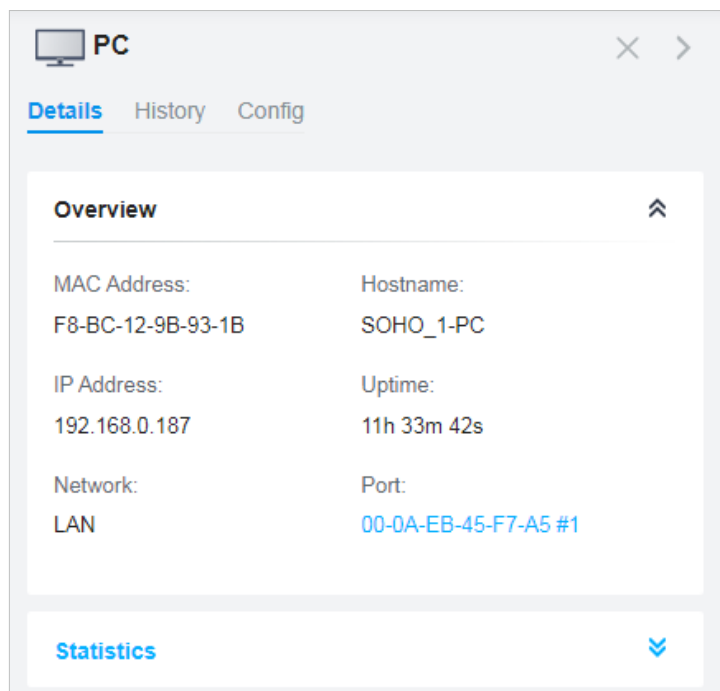 PC
Details History Config
Overview
MAC Address: Hostname:
F8-BC-12-9B-93-1B SOHO_1-PC
IP Address: Uptime:
192.168.0.187 11h 33m 42s
Network: Port:
LAN 00-0A-EB-45-F7-A5 #1
Statistics